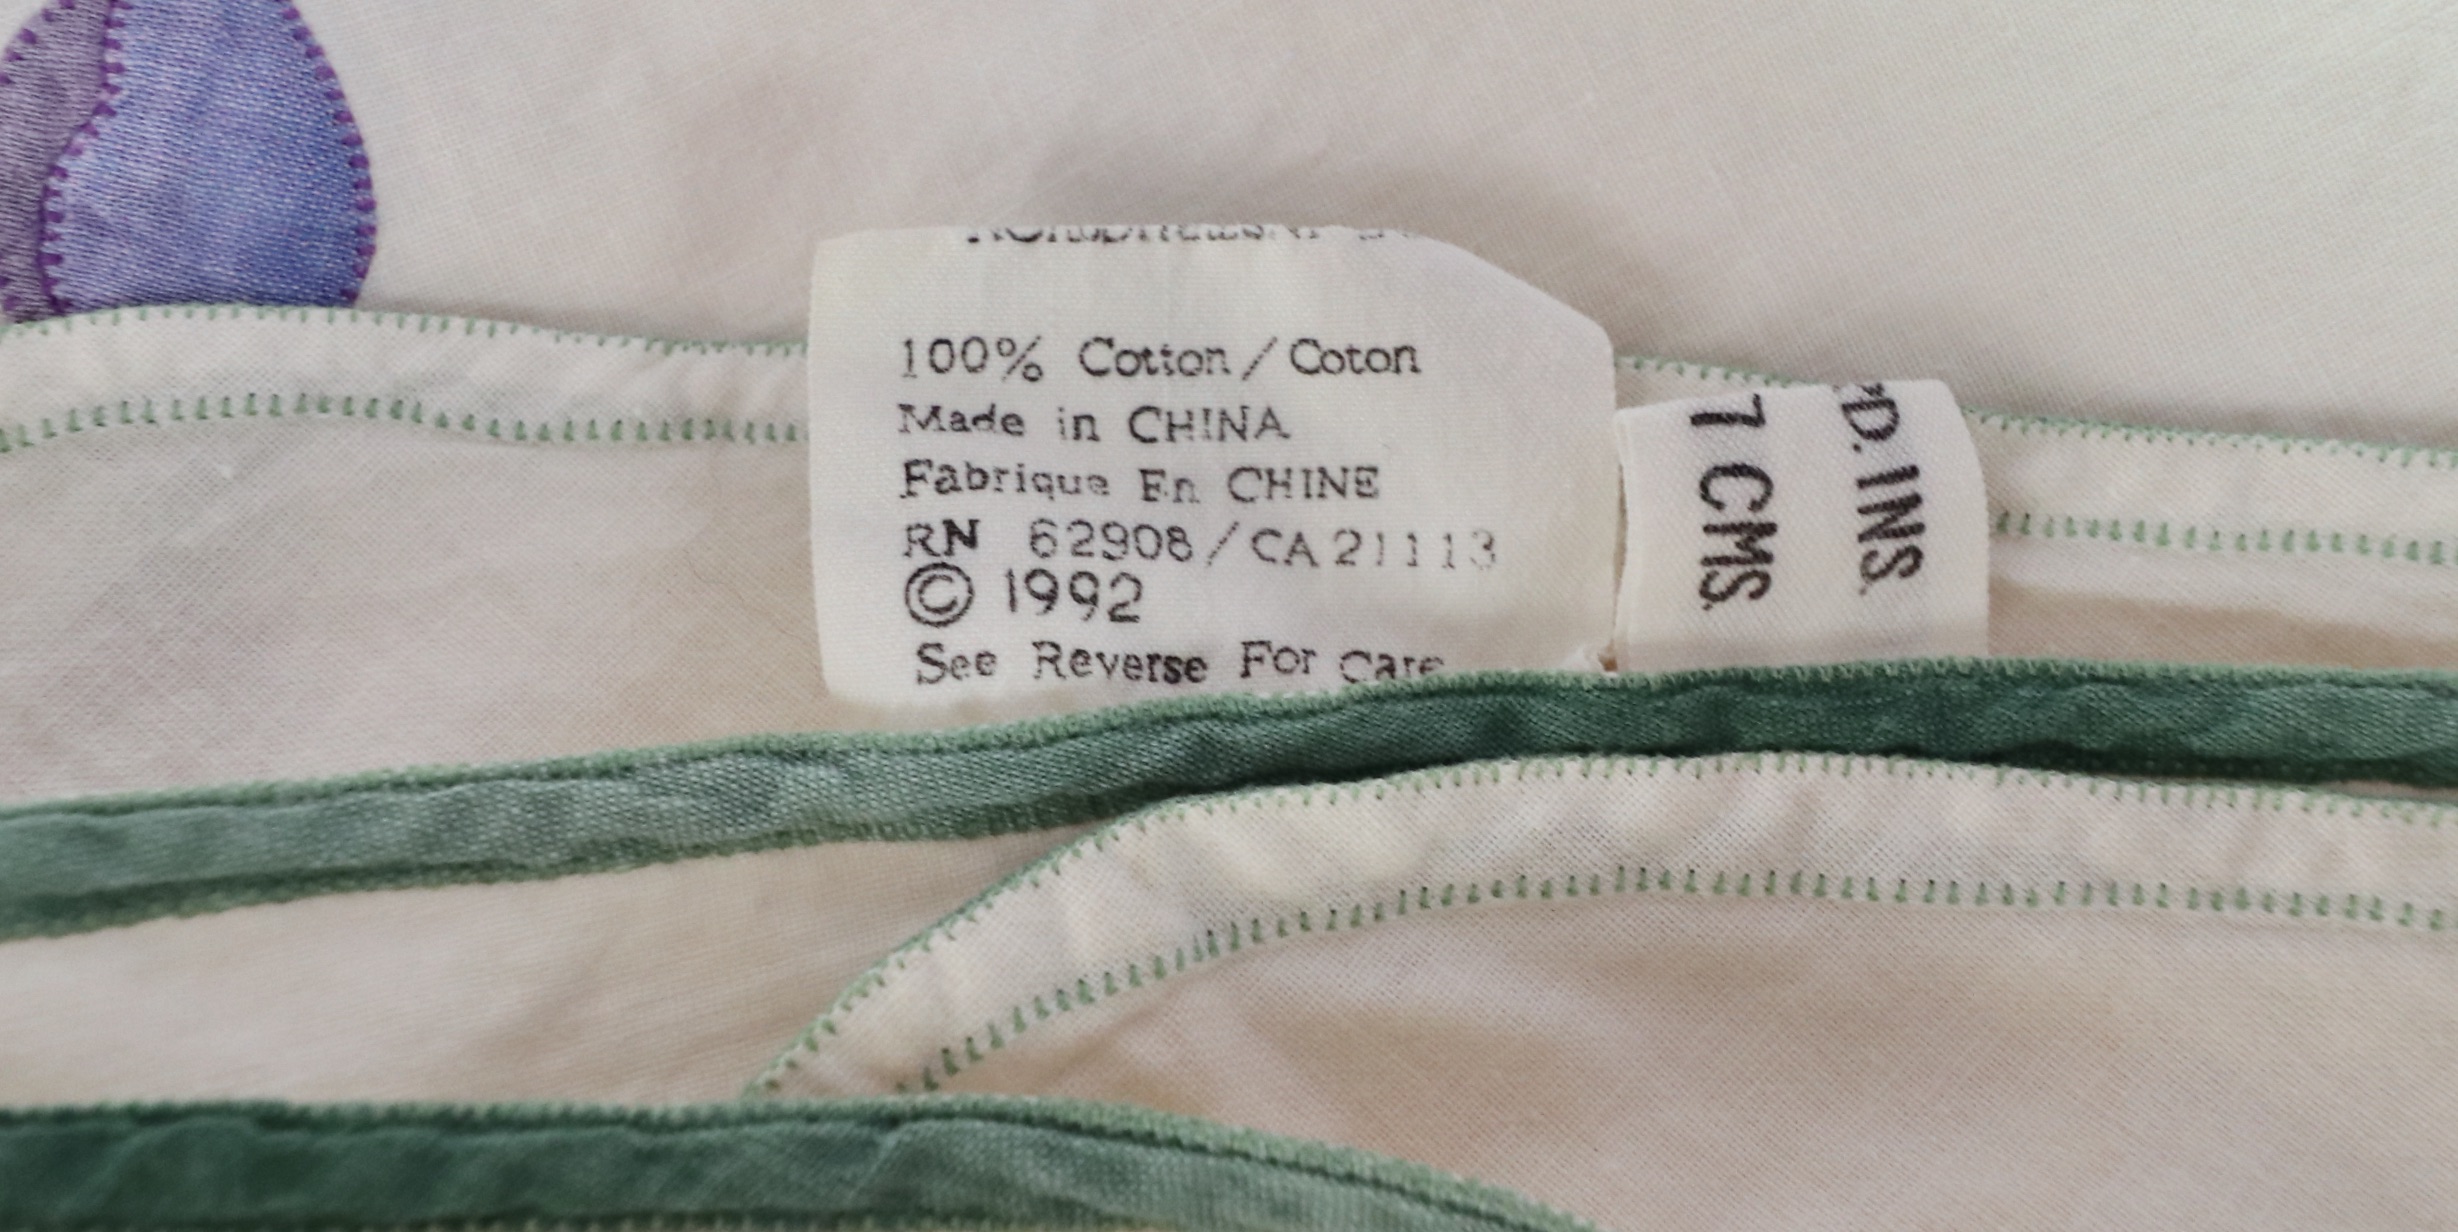 100% Cotton / Coton
Made in CHINA
Fabrique En CHINE
RN 62908 / CA 21113
© 1992
See Reverse For Care
D. INS.
7 CMS.